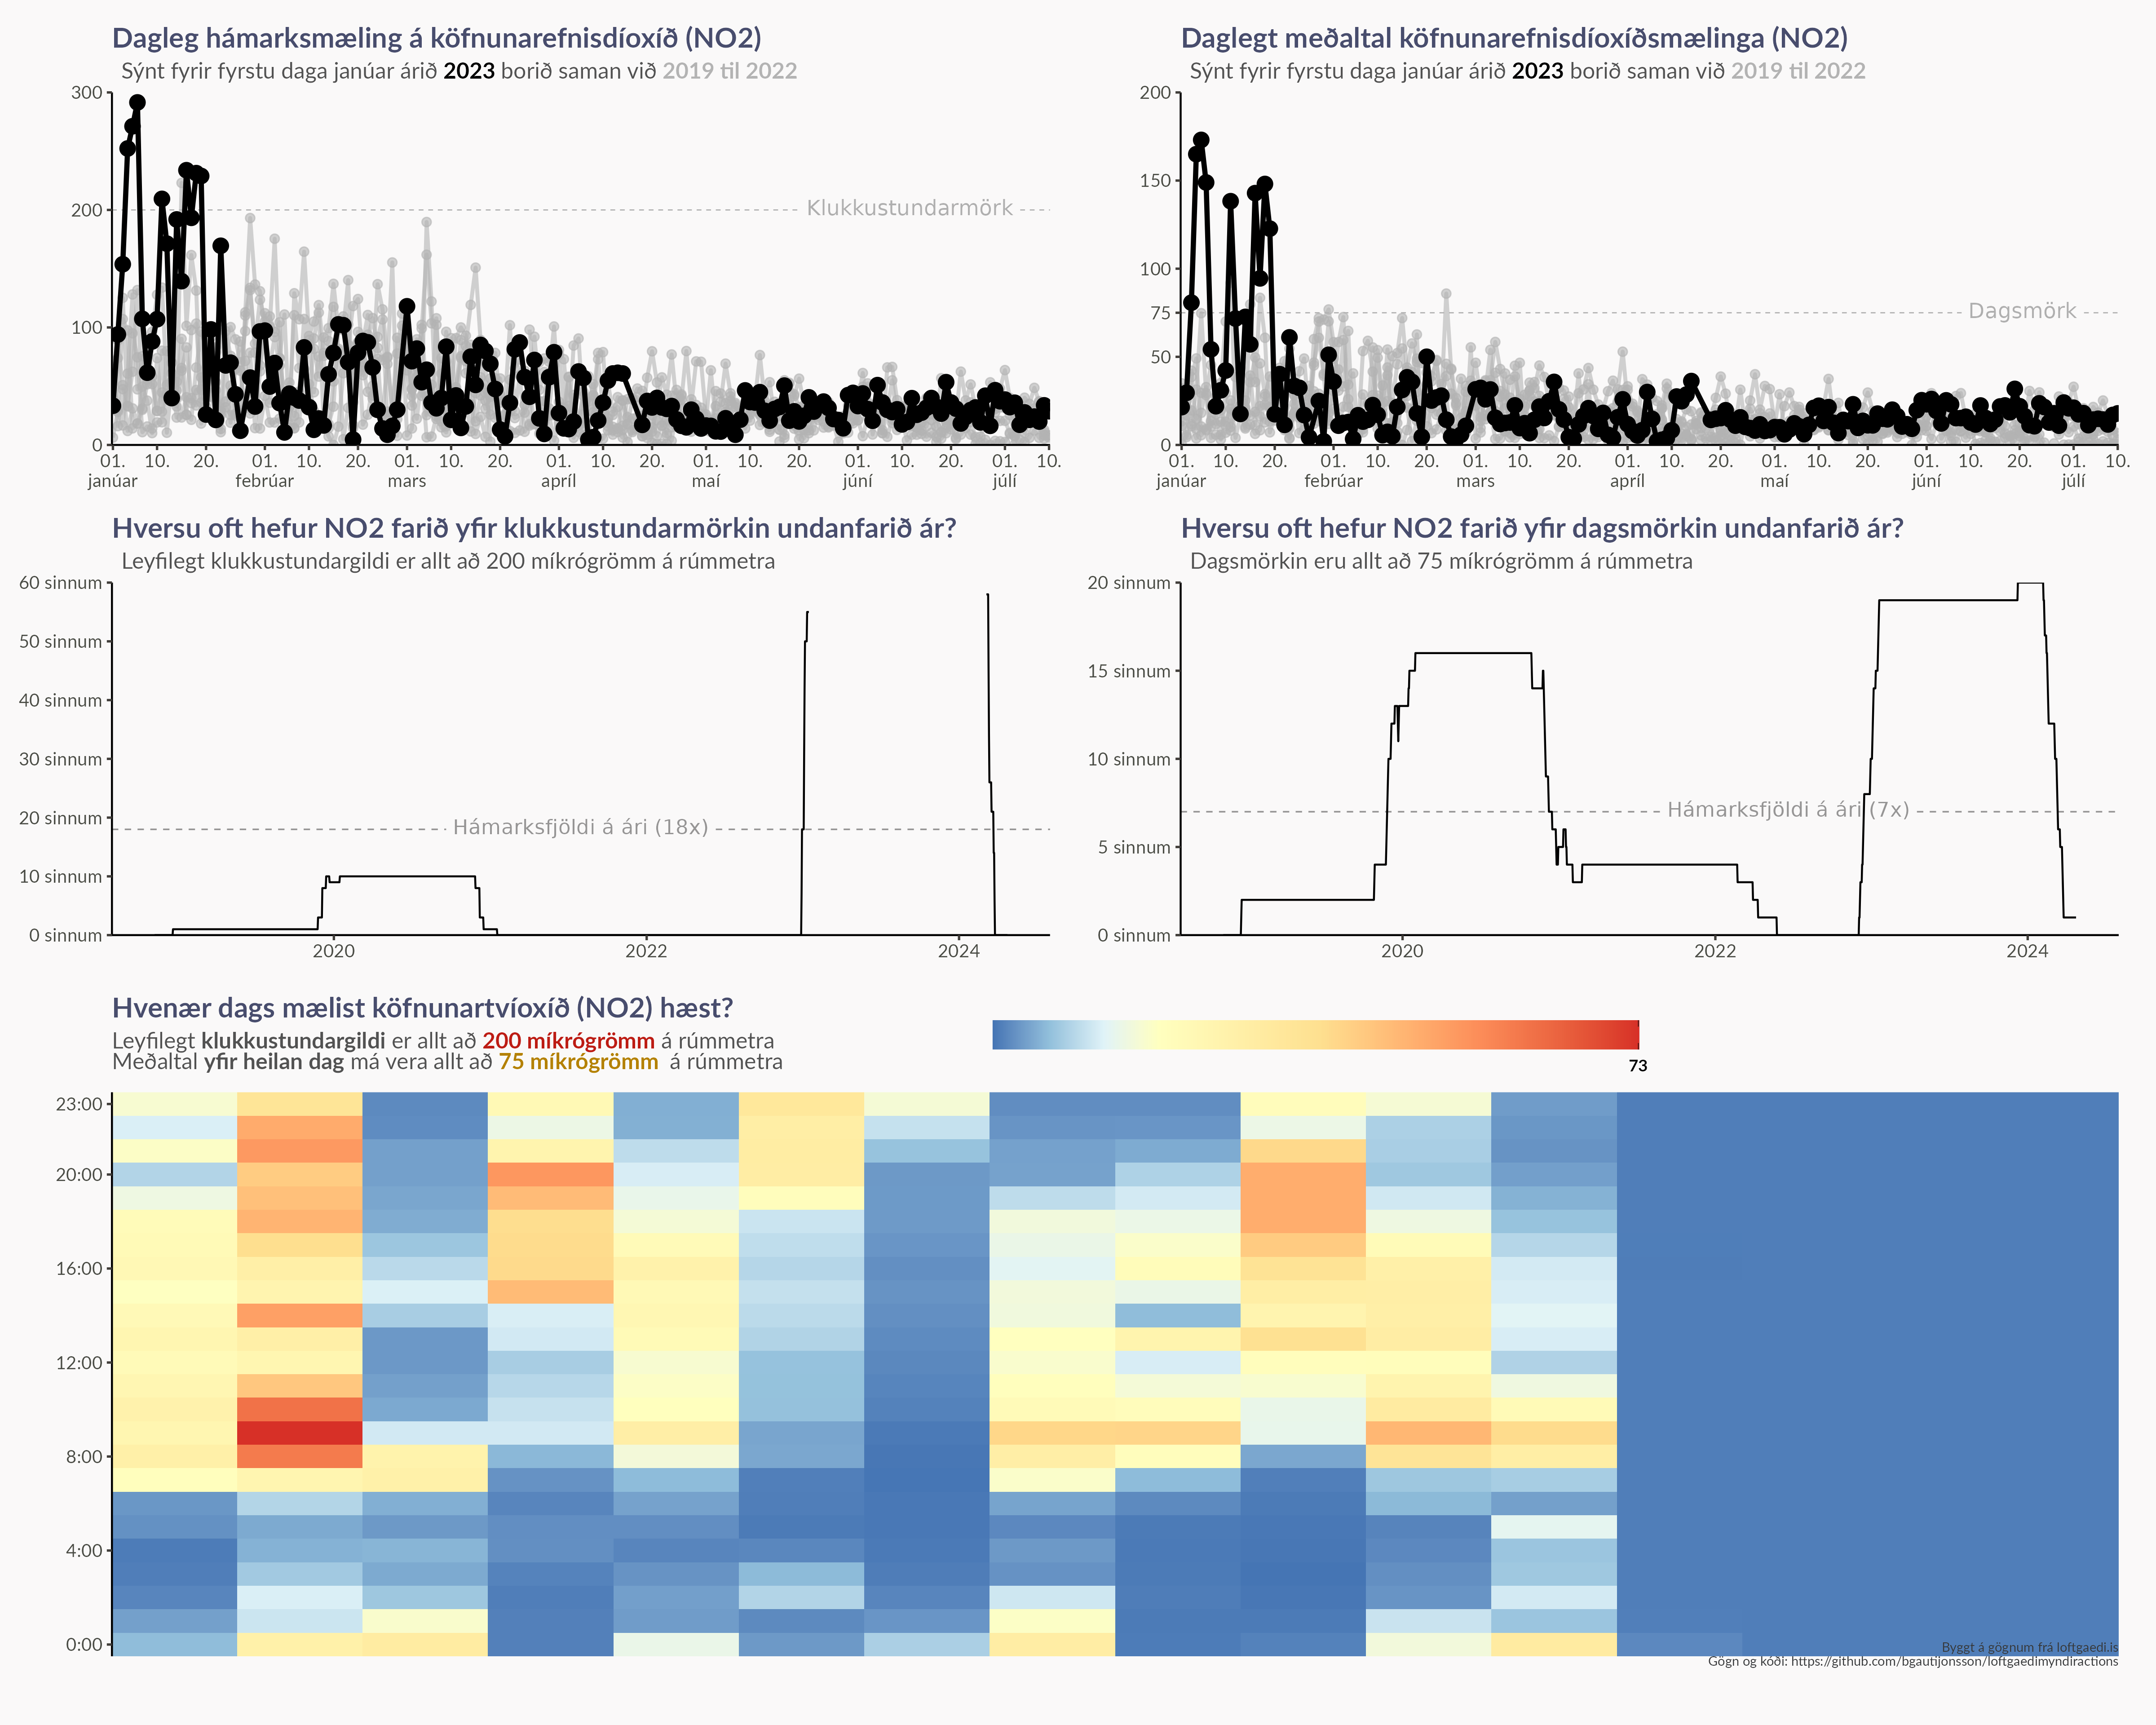 Dagleg hámarksmæling á köfnunarefnisdíoxíð (NO2)
Sýnt fyrir fyrstu daga janúar árið 2023 borið saman við 2019 til 2022
300
200
100
0
Klukkustundarmörk
01. 10. 20. 01. 10. 20. 01. 10. 20. 01. 10. 20. 01. 10. 20. 01. 10. 20. 01. 10.
janúar febrúar mars apríl maí júní júlí
Daglegt meðaltal köfnunarefnisdíoxíðsmælinga (NO2)
Sýnt fyrir fyrstu daga janúar árið 2023 borið saman við 2019 til 2022
200
150
100
75
50
0
Dagsmörk
01. 10. 20. 01. 10. 20. 01. 10. 20. 01. 10. 20. 01. 10. 20. 01. 10. 20. 01. 10.
janúar febrúar mars apríl maí júní júlí
Hversu oft hefur NO2 farið yfir klukkustundarmörkin undanfarið ár?
Leyfilegt klukkustundargildi er allt að 200 míkrógrömm á rúmmetra
60 sinnum
50 sinnum
40 sinnum
30 sinnum
20 sinnum
10 sinnum
0 sinnum
Hámarksfjöldi á ári (18x)
2020 2022 2024
Hversu oft hefur NO2 farið yfir dagsmörkin undanfarið ár?
Dagsmörkin eru allt að 75 míkrógrömm á rúmmetra
20 sinnum
15 sinnum
10 sinnum
5 sinnum
0 sinnum
Hámarksfjöldi á ári (7x)
2020 2022 2024
Hvenær dags mælist köfnunartvíoxíð (NO2) hæst?
Leyfilegt klukkustundargildi er allt að 200 míkrógrömm á rúmmetra
Meðaltal yfir heilan dag má vera allt að 75 míkrógrömm á rúmmetra
73
23:00
20:00
16:00
12:00
8:00
4:00
0:00
Byggt á gögnum frá loftgaedi.is
Gögn og kóði: https://github.com/bgautijonsson/loftgaedimyndiractions